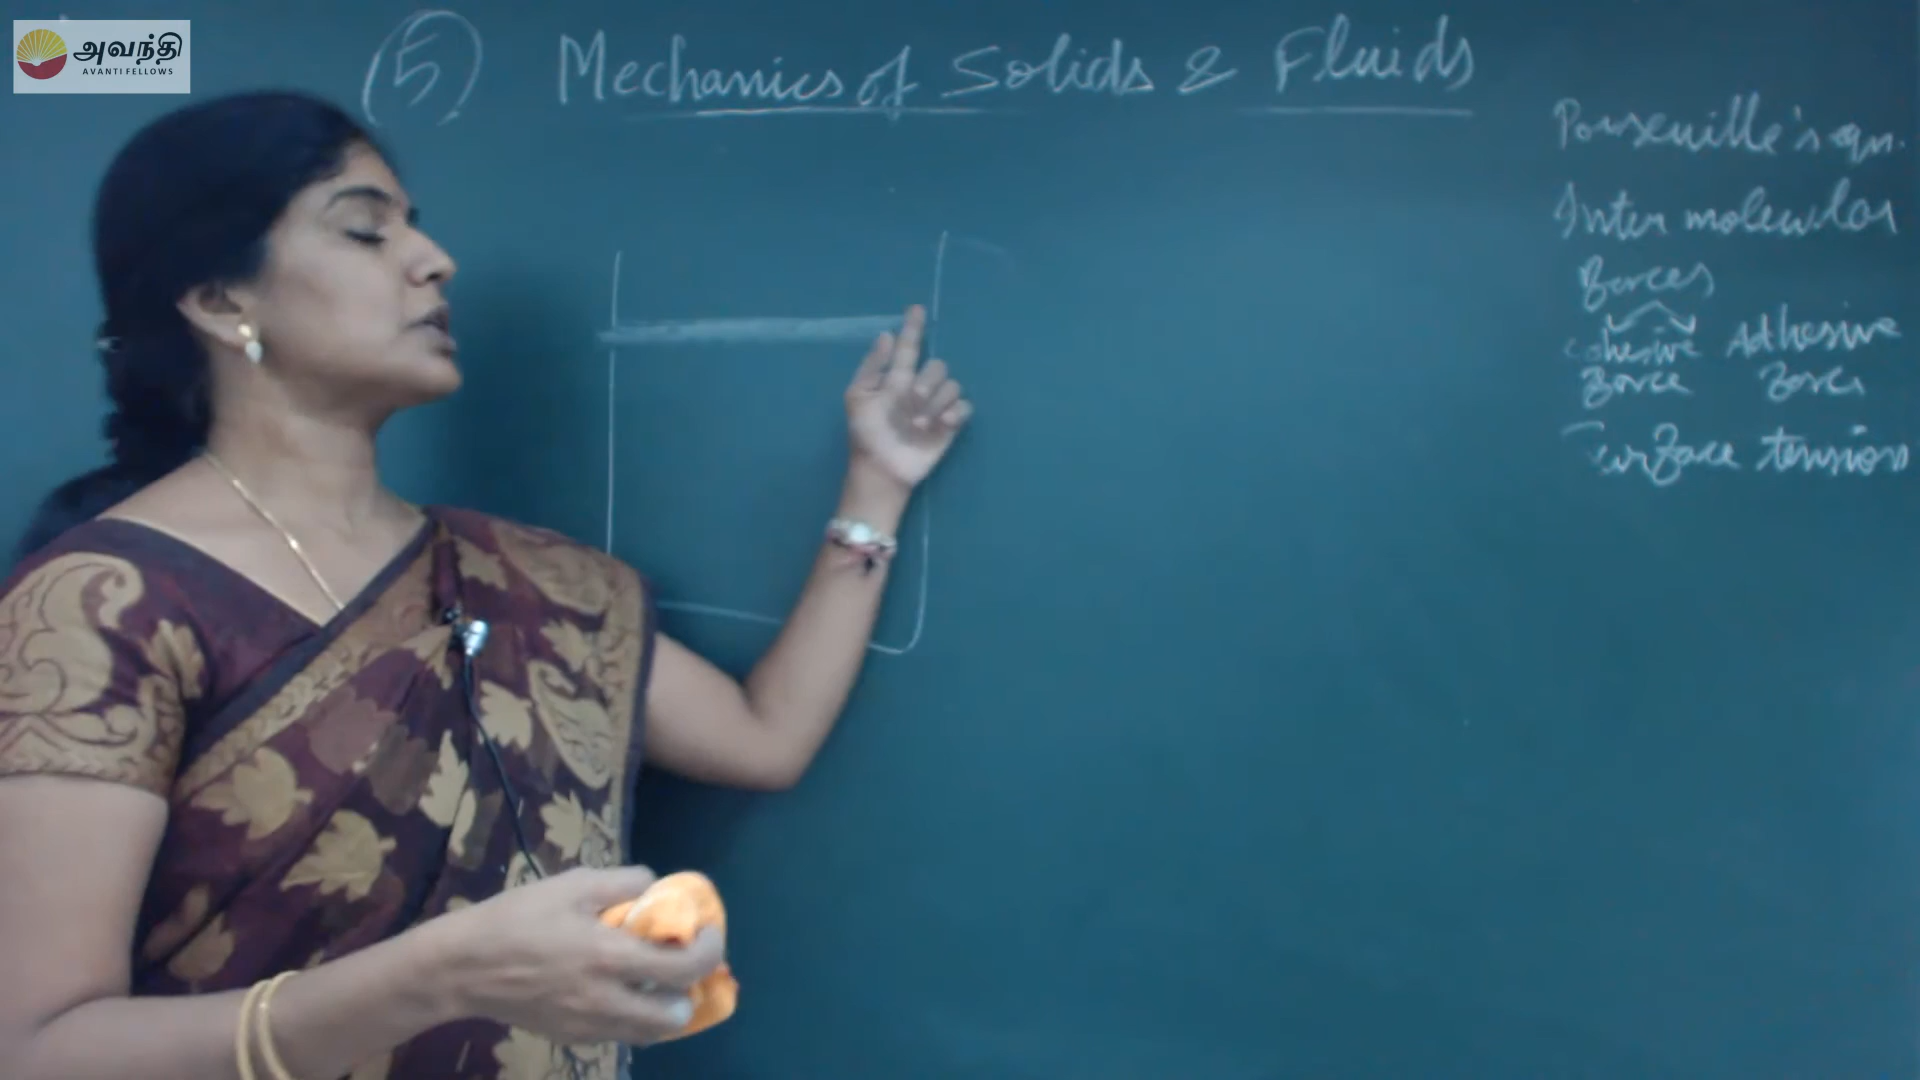 அவந்தி
AVANTI FELLOWS
(5) Mechanics of Solids & Fluids
Poiseuille's eqn.
Inter molecular
Forces
Cohesive Adhesive
Force Force
Surface tension